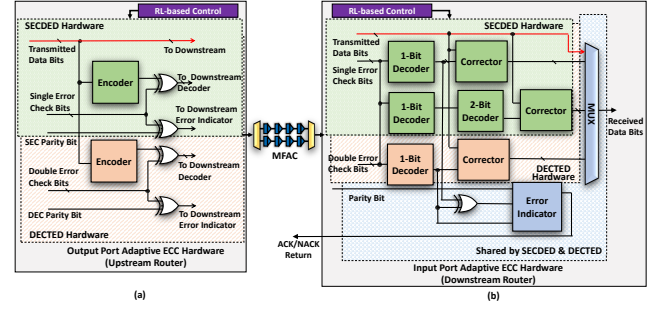 (a)
RL-based Control
SECDED Hardware
Transmitted
Data Bits
To Downstream
Encoder
To Downstream
Decoder
Single Error
Check Bits
To Downstream
Error Indicator
SEC Parity Bit
Encoder
To Downstream
Decoder
Double Error
Check Bits
DEC Parity Bit
To Downstream
Error Indicator
DECTED Hardware
Output Port Adaptive ECC Hardware
(Upstream Router)
(a)
MFAC
(b)
RL-based Control
SECDED Hardware
Transmitted
Data Bits
Single Error
Check Bits
1-Bit
Decoder
Corrector
1-Bit
Decoder
2-Bit
Decoder
Corrector
MUX
Received
Data Bits
Double Error
Check Bits
1-Bit
Decoder
Corrector
DECTED
Hardware
Parity Bit
Error
Indicator
ACK/NACK
Return
Shared by SECDED & DECTED
Input Port Adaptive ECC Hardware
(Downstream Router)
(b)